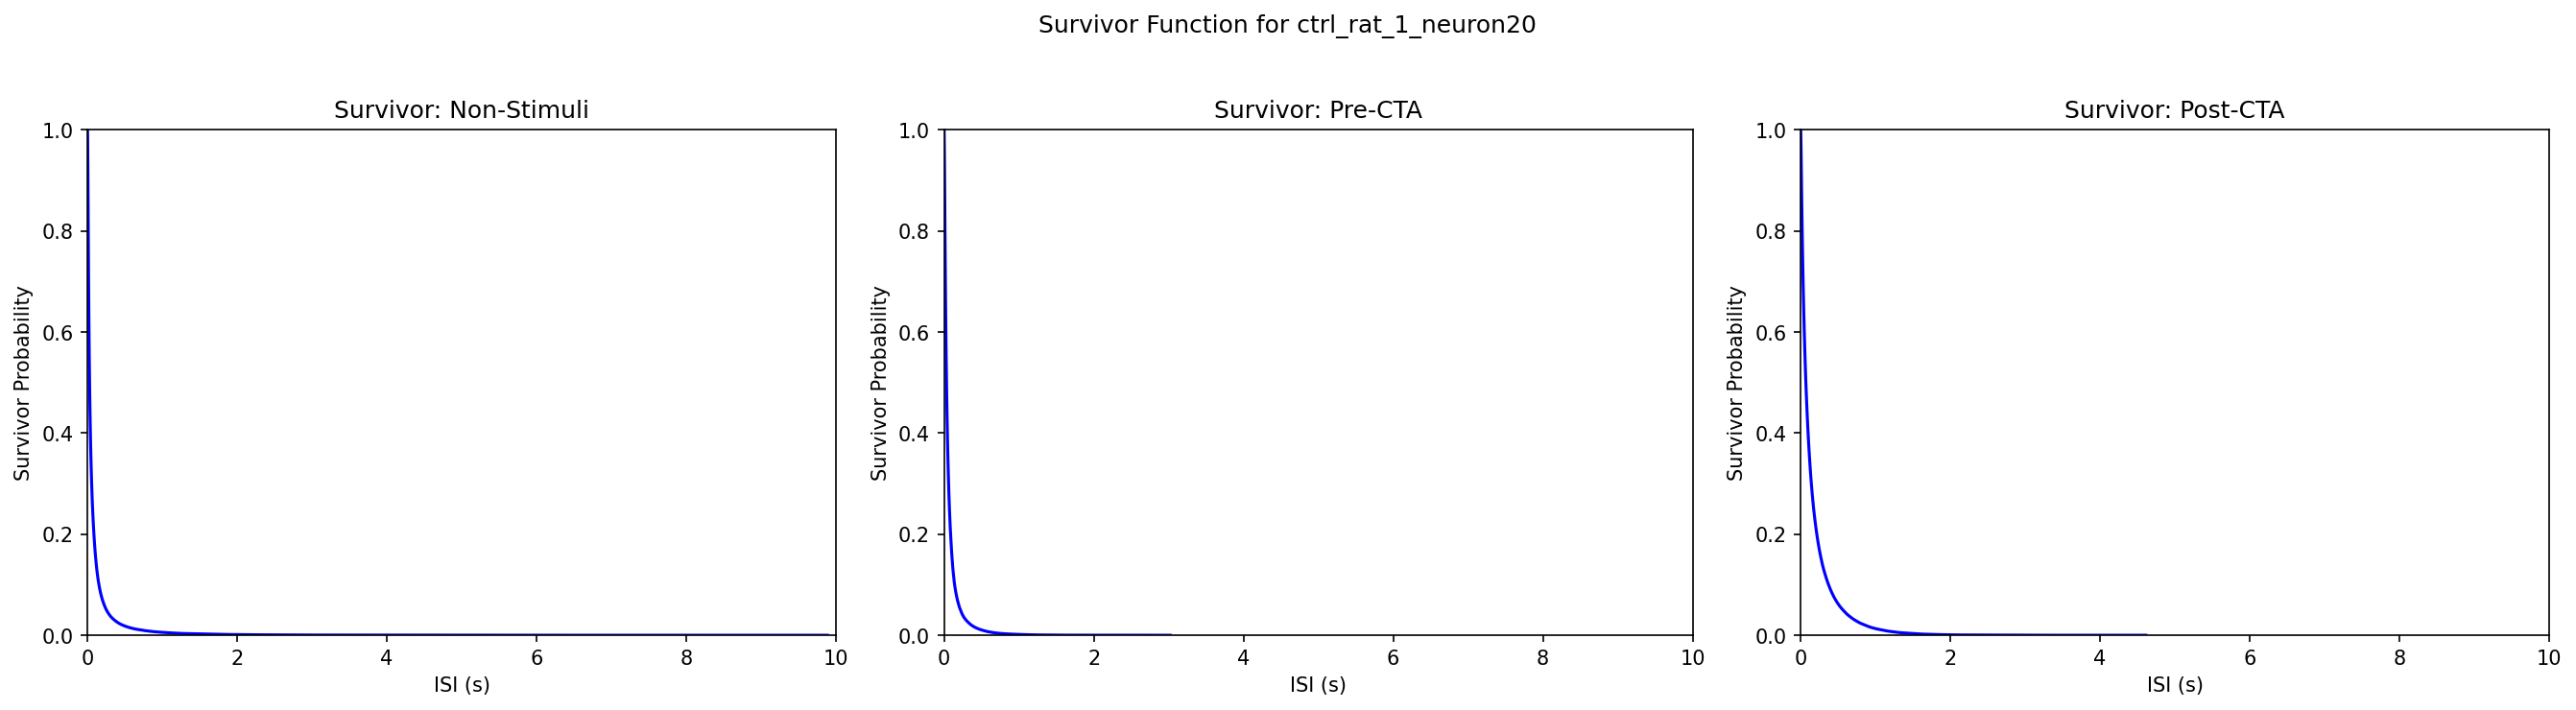 Survivor Function for ctrl_rat_1_neuron20
Survivor: Non-Stimuli
1.0
0.8
0.6
0.4
0.2
0.0
Survivor Probability
0 2 4 6 8 10
ISI (s)
Survivor: Pre-CTA
1.0
0.8
0.6
0.4
0.2
0.0
Survivor Probability
0 2 4 6 8 10
ISI (s)
Survivor: Post-CTA
1.0
0.8
0.6
0.4
0.2
0.0
Survivor Probability
0 2 4 6 8 10
ISI (s)